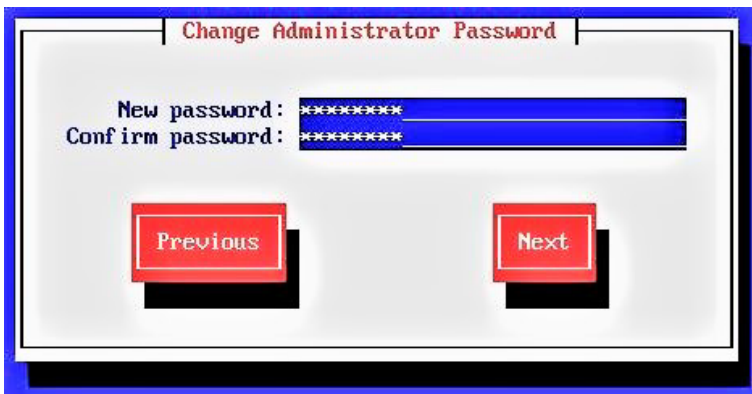 Change Administrator Password
New password: ********
Confirm password: ********
Previous Next